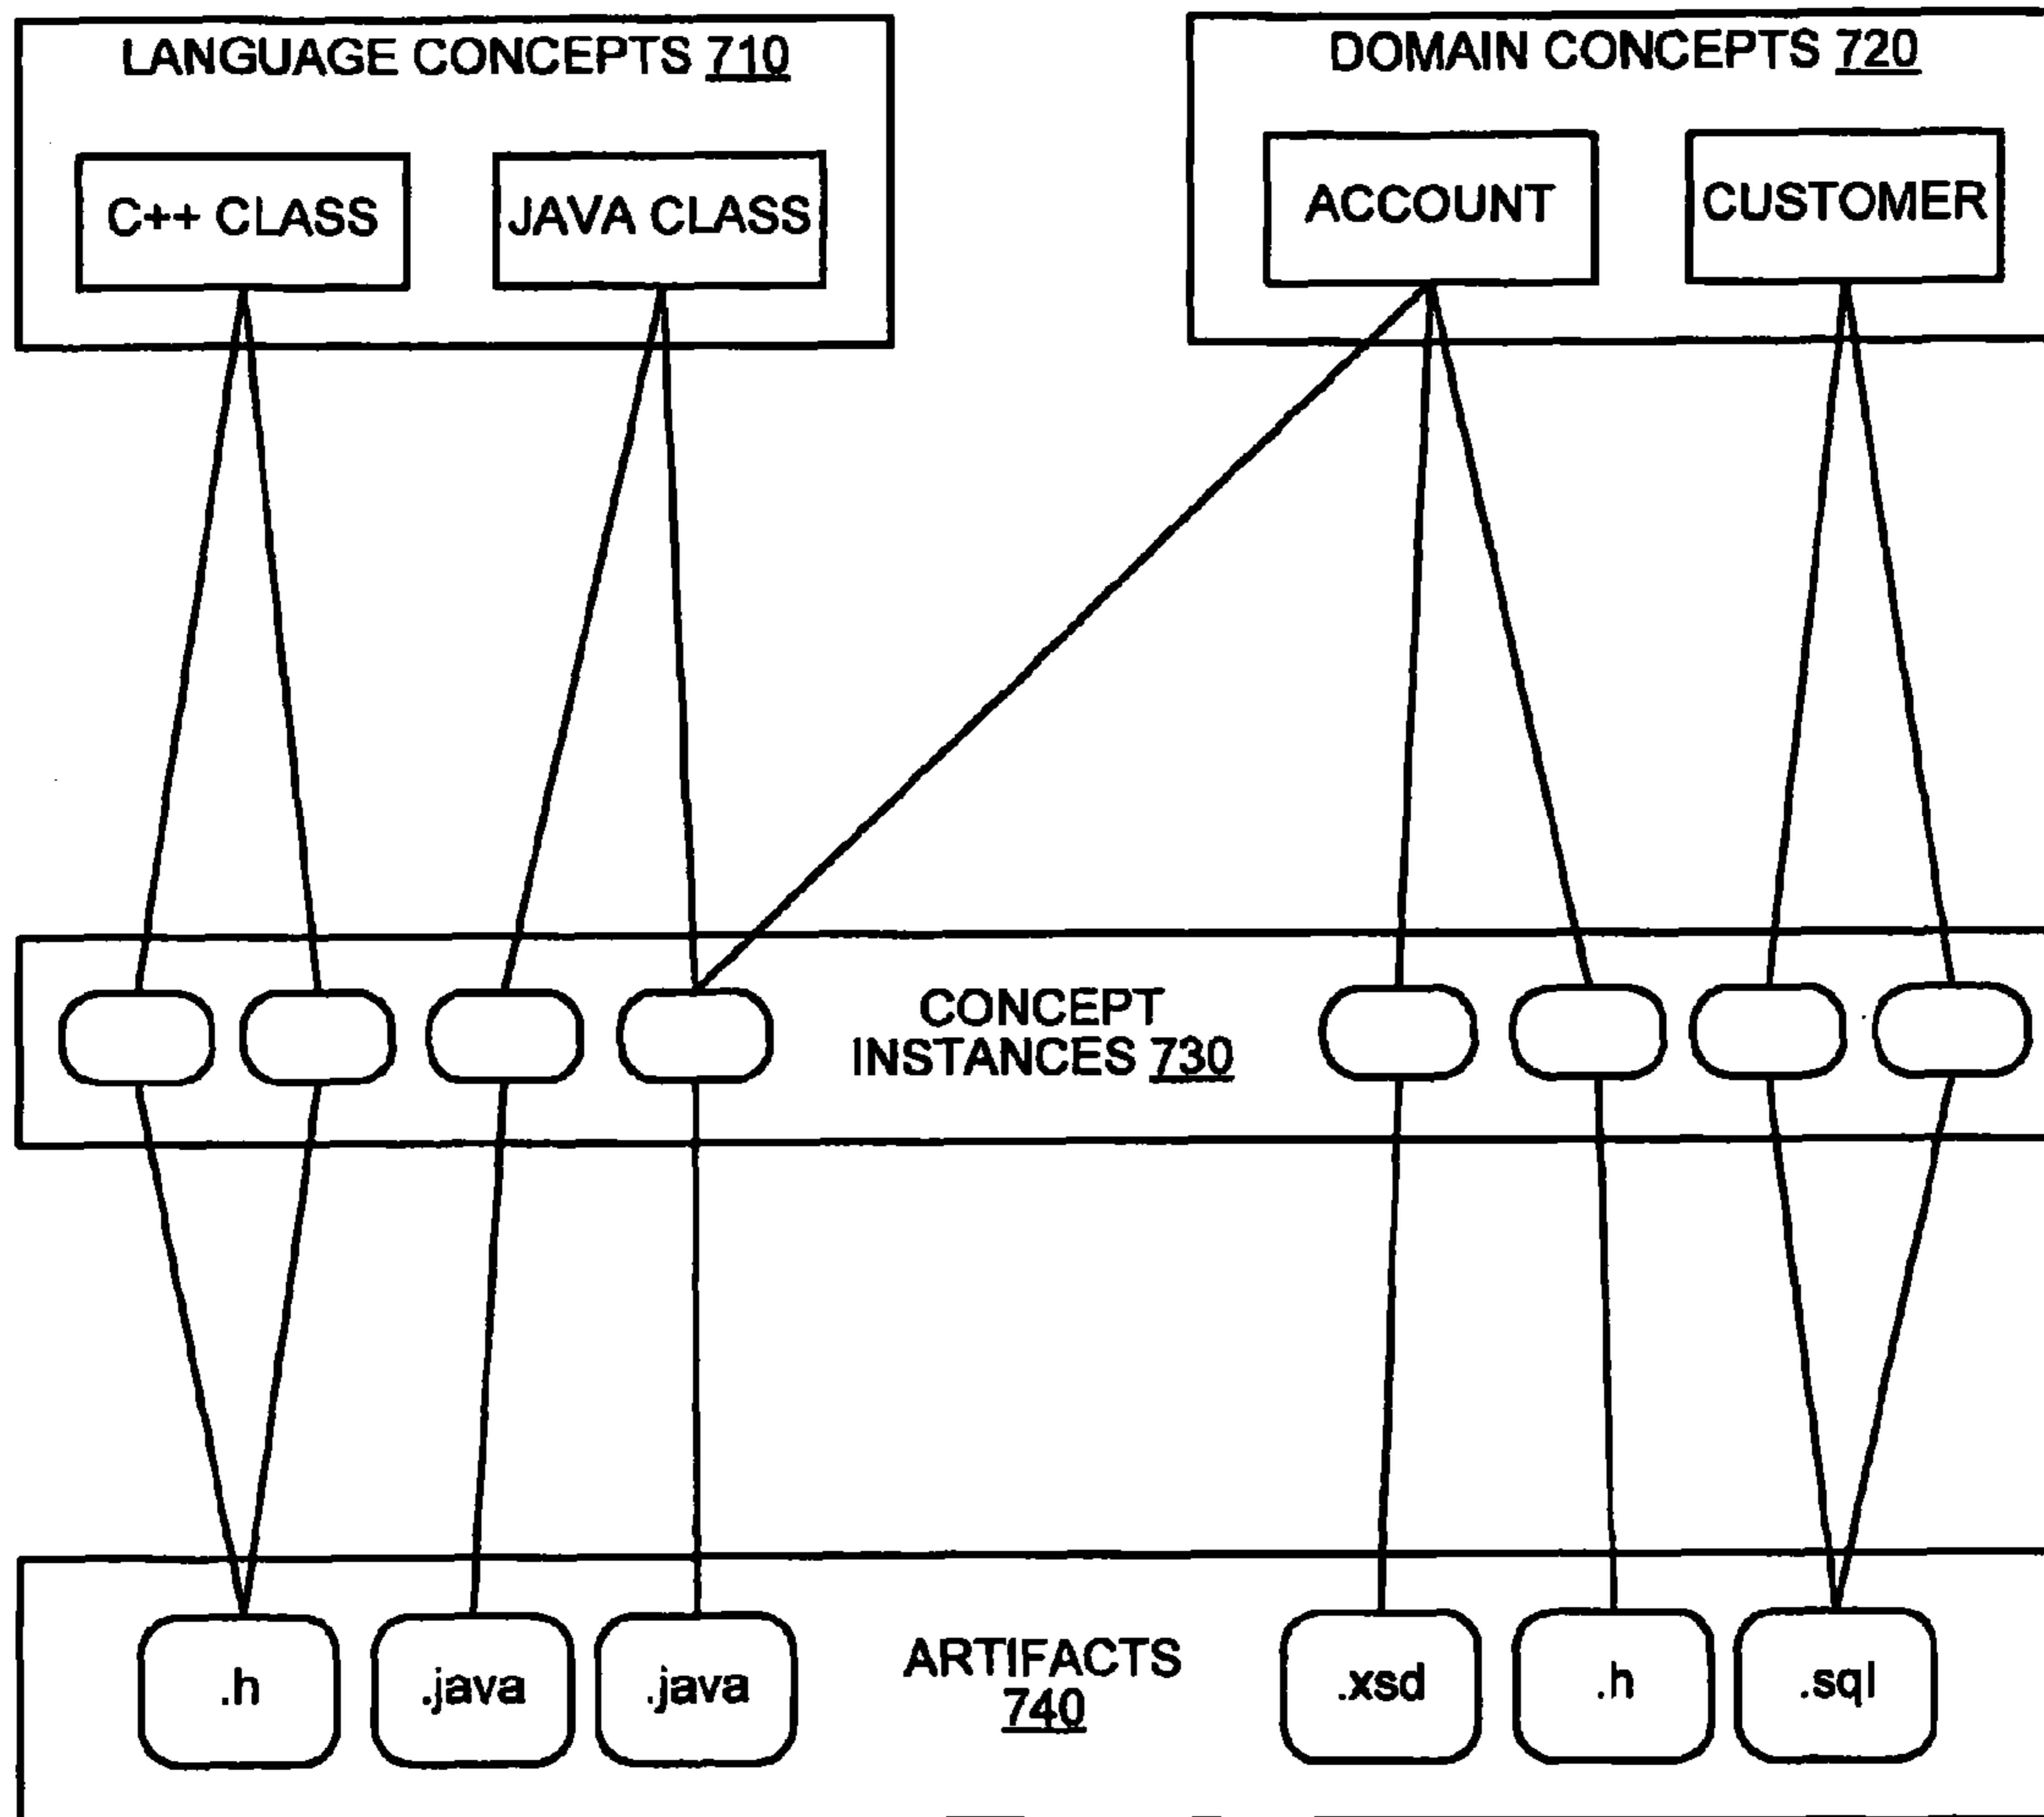 LANGUAGE CONCEPTS 710
DOMAIN CONCEPTS 720
C++ CLASS
JAVA CLASS
ACCOUNT
CUSTOMER
CONCEPT
INSTANCES 730
.h
.java
.java
ARTIFACTS
740
.xsd
.h
.sql